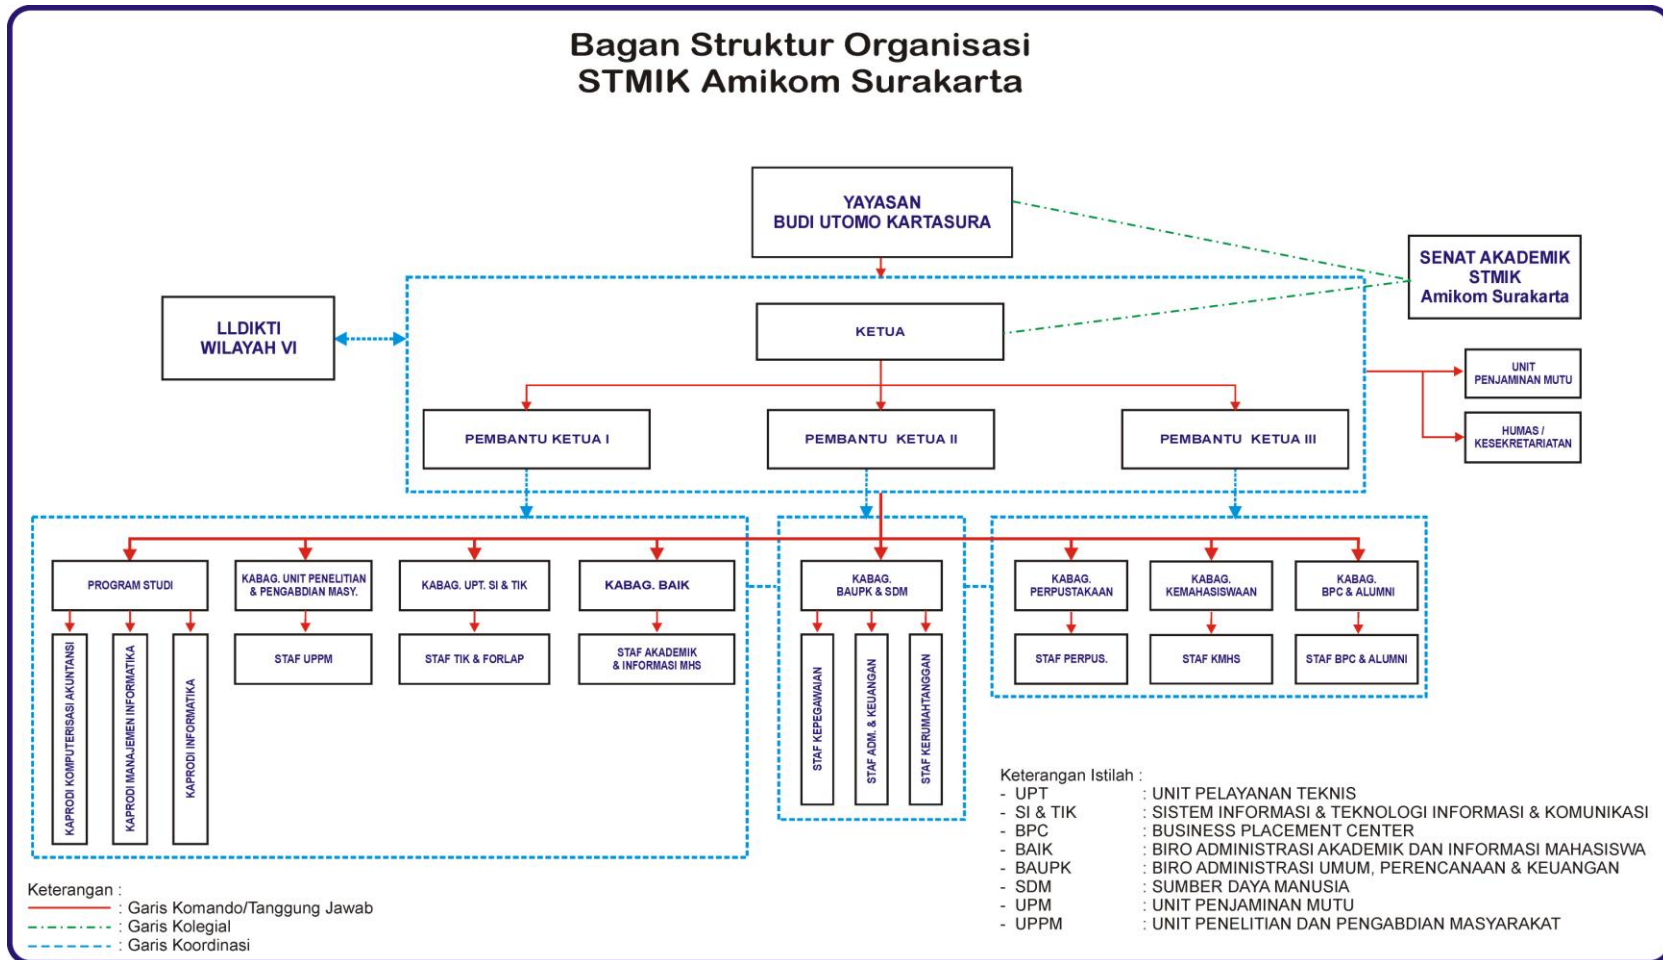 Bagan Struktur Organisasi
STMIK Amikom Surakarta
YAYASAN
BUDI UTOMO KARTASURA
SENAT AKADEMIK
STMIK
Amikom Surakarta
LLDIKTI
WILAYAH VI
KETUA
UNIT
PENJAMINAN MUTU
HUMAS /
KESEKRETARIATAN
PEMBANTU KETUA I
PEMBANTU KETUA II
PEMBANTU KETUA III
PROGRAM STUDI
KABAG. UNIT PENELITIAN
& PENGABDIAN MASY.
KABAG. UPT. SI & TIK
KABAG. BAIK
KABAG.
BAUPK & SDM
KABAG.
PERPUSTAKAAN
KABAG.
KEMAHASISWAAN
KABAG.
BPC & ALUMNI
KAPRODI KOMPUTERISASI AKUNTANSI
KAPRODI MANAJEMEN INFORMATIKA
KAPRODI INFORMATIKA
STAF UPPM
STAF TIK & FORLAP
STAF AKADEMIK
& INFORMASI MHS
STAF KEPEGAWAIAN
STAF ADM. & KEUANGAN
STAF KERUMAHTANGGAN
STAF PERPUS.
STAF KMHS
STAF BPC & ALUMNI
Keterangan Istilah :
- UPT : UNIT PELAYANAN TEKNIS
- SI & TIK : SISTEM INFORMASI & TEKNOLOGI INFORMASI & KOMUNIKASI
- BPC : BUSINESS PLACEMENT CENTER
- BAIK : BIRO ADMINISTRASI AKADEMIK DAN INFORMASI MAHASISWA
- BAUPK : BIRO ADMINISTRASI UMUM, PERENCANAAN & KEUANGAN
- SDM : SUMBER DAYA MANUSIA
- UPM : UNIT PENJAMINAN MUTU
- UPPM : UNIT PENELITIAN DAN PENGABDIAN MASYARAKAT
Keterangan :
: Garis Komando/Tanggung Jawab
: Garis Kolegial
: Garis Koordinasi